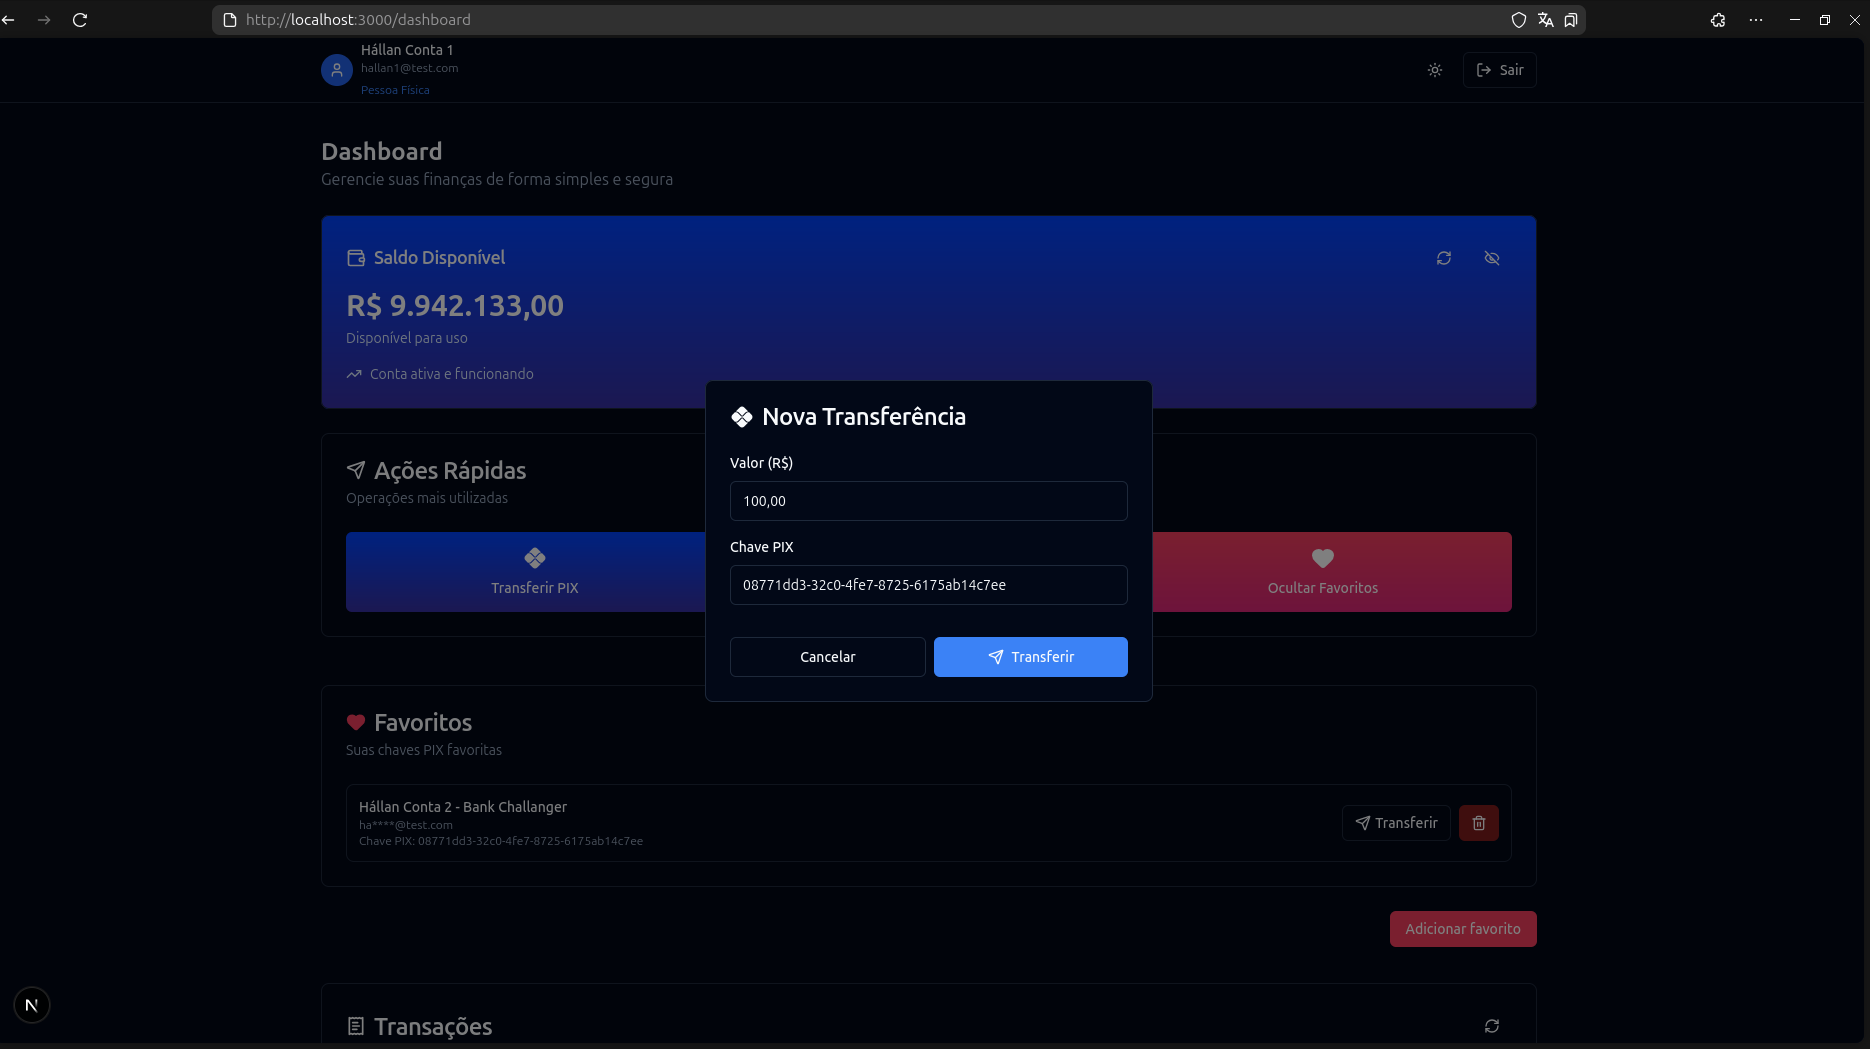 http://localhost:3000/dashboard
Hállan Conta 1
hallan1@test.com
Pessoa Física
Sair
Dashboard
Gerencie suas finanças de forma simples e segura
Saldo Disponível
R$ 9.942.133,00
Disponível para uso
Conta ativa e funcionando
Nova Transferência
Valor (R$)
100,00
Chave PIX
08771dd3-32c0-4fe7-8725-6175ab14c7ee
Cancelar
Transferir
Ações Rápidas
Operações mais utilizadas
Transferir PIX
Ocultar Favoritos
Favoritos
Suas chaves PIX favoritas
Hállan Conta 2 - Bank Challanger
ha****@test.com
Chave PIX: 08771dd3-32c0-4fe7-8725-6175ab14c7ee
Transferir
Adicionar favorito
N
Transações